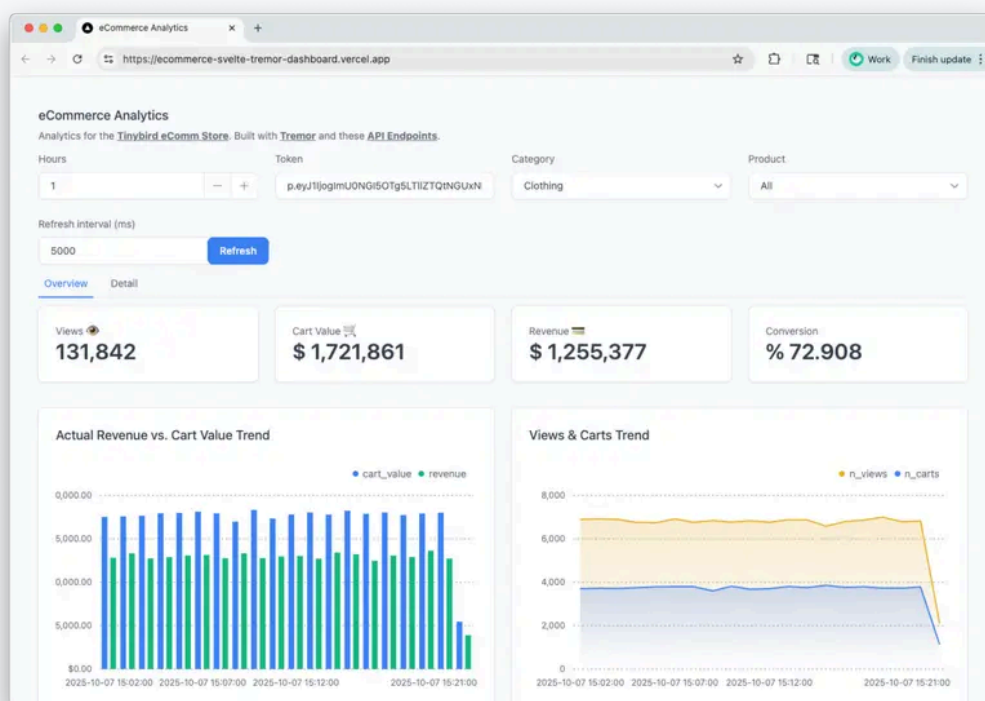 eCommerce Analytics
https://ecommerce-svelte-tremor-dashboard.vercel.app
Work
Finish update
eCommerce Analytics
Analytics for the Tinybird eComm Store. Built with Tremor and these API Endpoints.
Hours
Token
Category
Product
1
Clothing
All
Refresh interval (ms)
5000
Refresh
Overview
Detail
Views
Cart Value
Revenue
Conversion
131,842
$ 1,721,861
$ 1,255,377
% 72.908
Actual Revenue vs. Cart Value Trend
cart_value
revenue
0,000.00
5,000.00
0,000.00
5,000.00
$0.00
2025-10-07 15:02:00
2025-10-07 15:07:00
2025-10-07 15:12:00
2025-10-07 15:21:00
Views & Carts Trend
n_views
n_carts
8,000
6,000
4,000
2,000
0
2025-10-07 15:02:00
2025-10-07 15:07:00
2025-10-07 15:12:00
2025-10-07 15:21:00